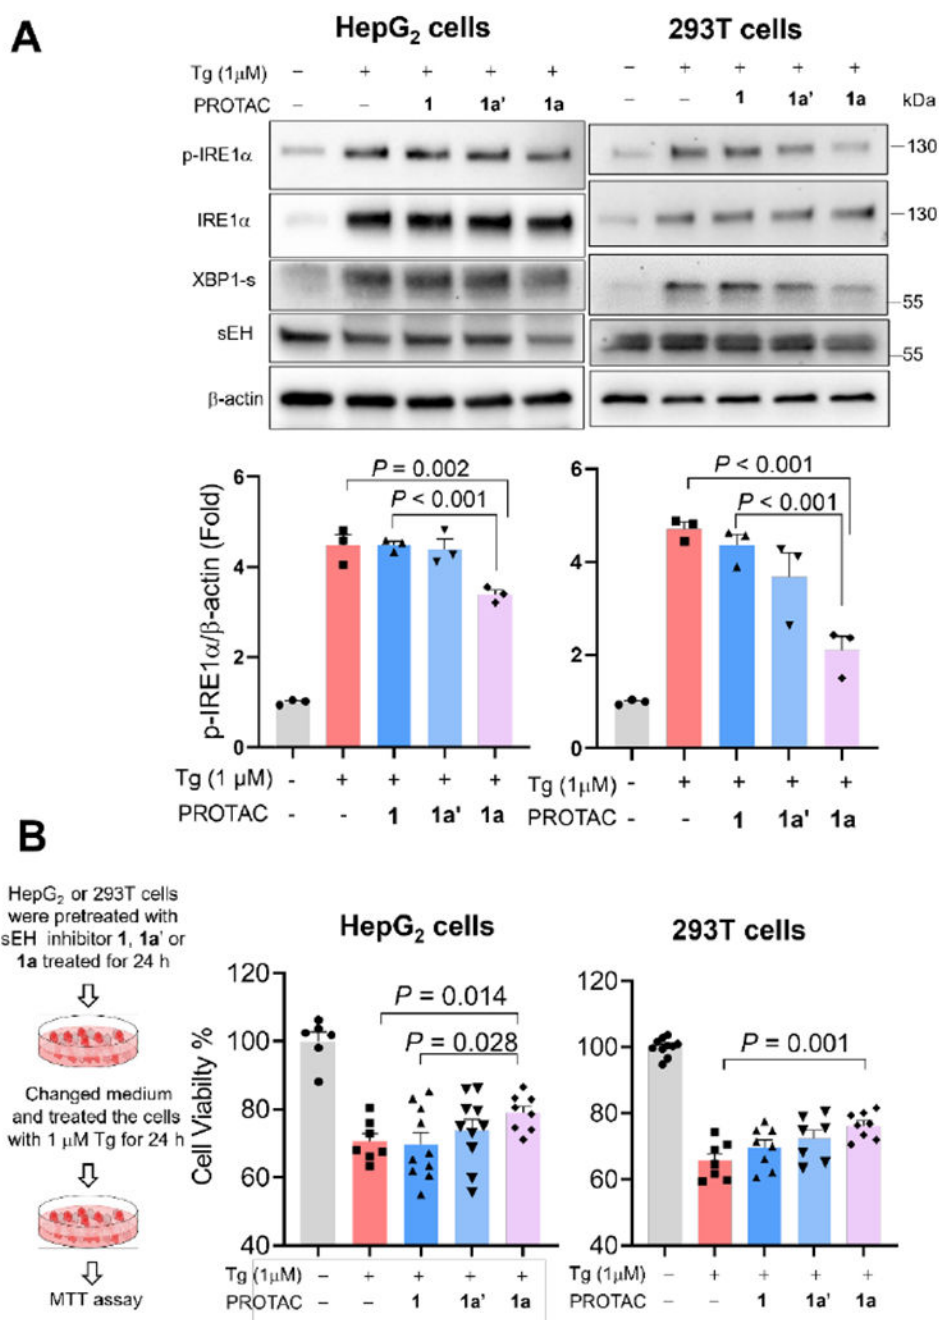 A
HepG2 cells
293T cells
Tg (1μM) – + + + +
– + + + +
PROTAC – – 1 1a' 1a
– – 1 1a' 1a kDa
p-IRE1α
130
IRE1α
130
XBP1-s
55
sEH
55
β-actin
p-IRE1α/β-actin (Fold)
6
4
2
0
P = 0.002
P < 0.001
Tg (1 μM) - + + + +
PROTAC - - 1 1a' 1a
6
4
2
0
P < 0.001
P < 0.001
Tg (1μM) - + + + +
PROTAC - - 1 1a' 1a
B
HepG2 or 293T cells
were pretreated with
sEH inhibitor 1, 1a' or
1a treated for 24 h
Changed medium
and treated the cells
with 1 μM Tg for 24 h
MTT assay
HepG2 cells
Cell Viabilty %
120
100
80
60
40
P = 0.014
P = 0.028
Tg (1μM) – + + + +
PROTAC – – 1 1a' 1a
293T cells
120
100
80
60
40
P = 0.001
Tg (1μM) – + + + +
PROTAC – – 1 1a' 1a